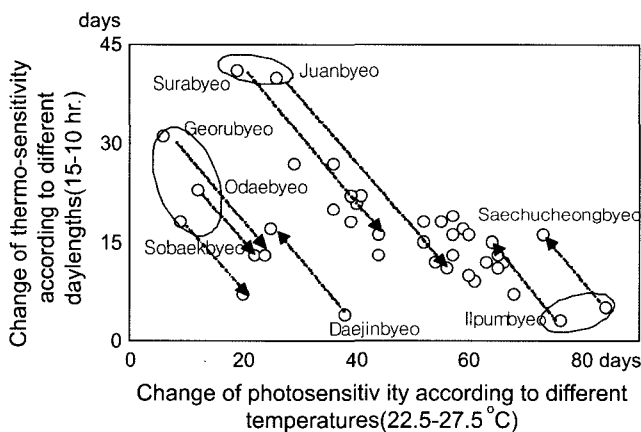 days
45
30
15
0
Change of thermo-sensitivity
according to different
daylengths(15-10 hr.)
Surabyeo
Juanbyeo
Georubyeo
Odaebyeo
Sobaekbyeo
Daejinbyeo
Saechucheongbyeo
Ilpumbyeo
0 20 40 60 80 days
Change of photosensitiv ity according to different
temperatures(22.5-27.5 °C)